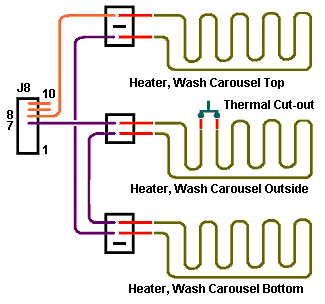 Heater, Wash Carousel Top
J8
10
Thermal Cut-out
8
7
1
Heater, Wash Carousel Outside
Heater, Wash Carousel Bottom